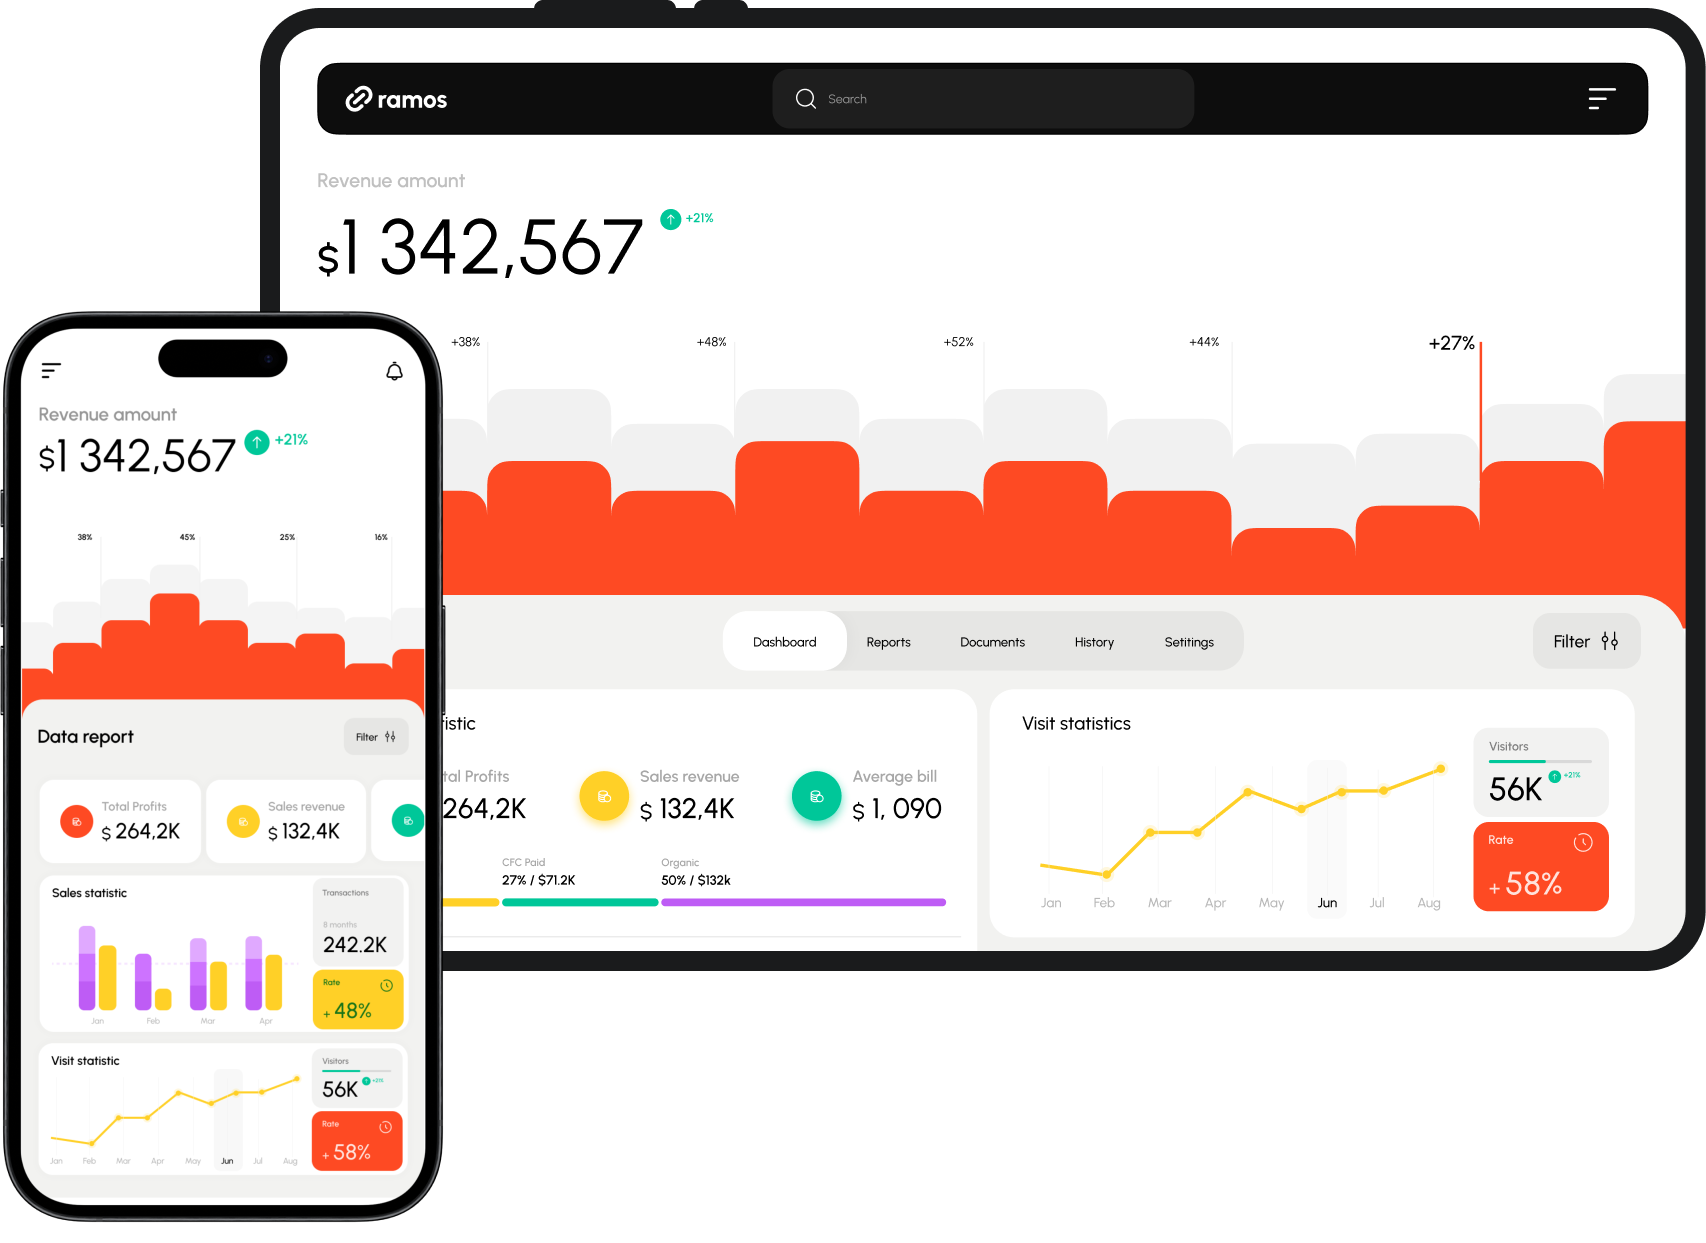 ramos
Search
Revenue amount
$1 342,567
+21%
+38%
+48%
+52%
+44%
+27%
Dashboard
Reports
Documents
History
Setitings
Filter
istic
tal Profits
264,2K
Sales revenue
$ 132,4K
Average bill
$ 1, 090
CFC Paid
27% / $71.2K
Organic
50% / $132k
Visit statistics
Jan
Feb
Mar
Apr
May
Jun
Jul
Aug
Visitors
56K
+21%
Rate
+ 58%
Revenue amount
$1 342,567
+21%
38%
45%
25%
16%
Data report
Filter
Total Profits
$ 264,2K
Sales revenue
$ 132,4K
Sales statistic
Jan
Feb
Mar
Apr
Transactions
8 months
242.2K
Rate
+ 48%
Visit statistic
Jan
Feb
Mar
Apr
May
Jun
Jul
Aug
Visitors
56K
+21%
Rate
+ 58%